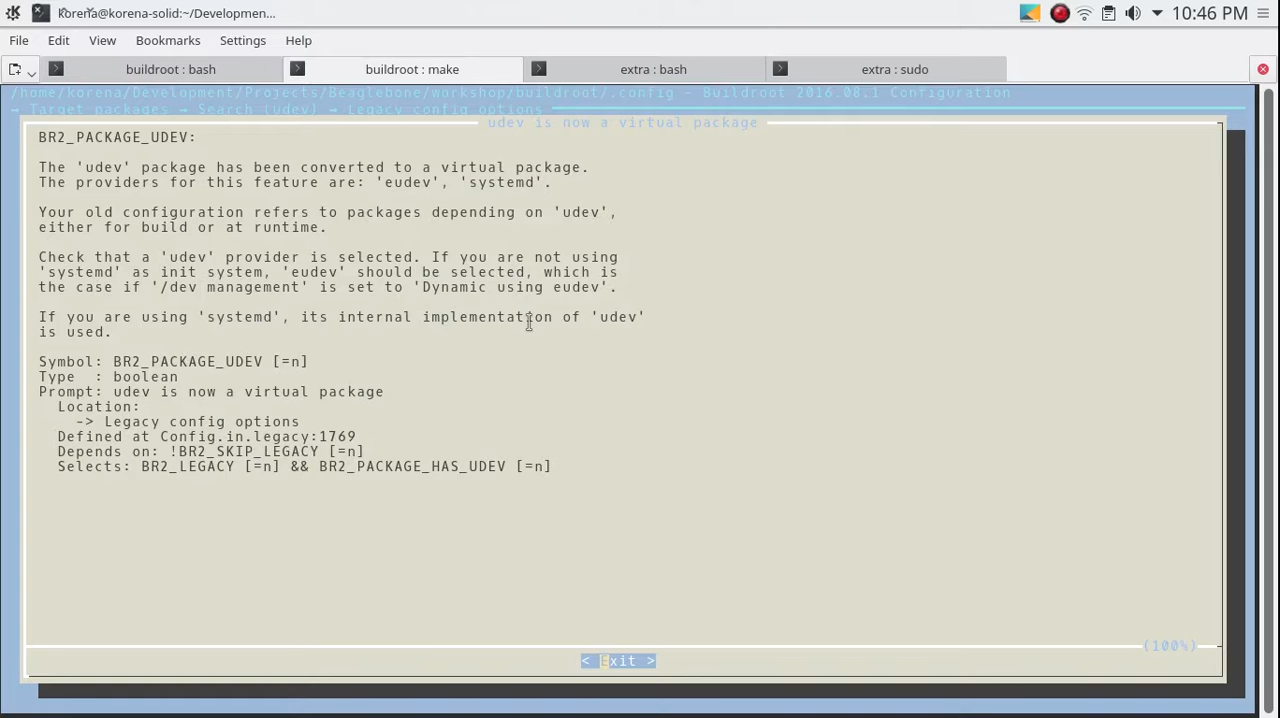 korena@korena-solid:~/Developmen...
10:46 PM
File Edit View Bookmarks Settings Help
buildroot : bash
buildroot : make
extra : bash
extra : sudo
/home/korena/Development/Projects/Beaglebone/workshop/buildroot/.config - Buildroot 2016.08.1 Configuration
→ Target packages → Search (Udev) → Legacy config options
udev is now a virtual package
BR2_PACKAGE_UDEV:
The 'udev' package has been converted to a virtual package.
The providers for this feature are: 'eudev', 'systemd'.
Your old configuration refers to packages depending on 'udev',
either for build or at runtime.
Check that a 'udev' provider is selected. If you are not using
'systemd' as init system, 'eudev' should be selected, which is
the case if '/dev management' is set to 'Dynamic using eudev'.
If you are using 'systemd', its internal implementation of 'udev'
is used.
Symbol: BR2_PACKAGE_UDEV [=n]
Type  : boolean
Prompt: udev is now a virtual package
Location:
-> Legacy config options
Defined at Config.in.legacy:1769
Depends on: !BR2_SKIP_LEGACY [=n]
Selects: BR2_LEGACY [=n] && BR2_PACKAGE_HAS_UDEV [=n]
(100%)
< Exit >